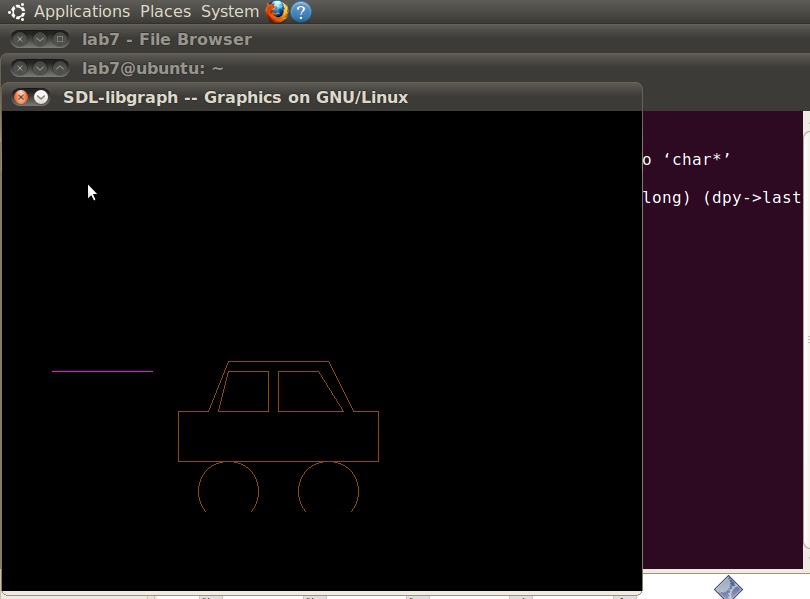 Applications Places System
lab7 - File Browser
lab7@ubuntu: ~
SDL-libgraph -- Graphics on GNU/Linux
o ‘char*’
long) (dpy->last